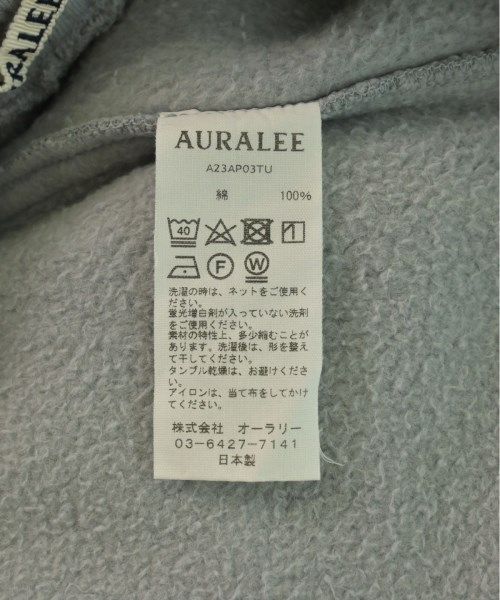 RALEE
AURALEE
A23AP03TU
綿 100%
40
F
W
洗濯の時は、ネットをご使用く
ださい。
蛍光増白剤が入っていない洗剤
をご使用ください。
素材の特性上、多少縮むことが
あります。洗濯後は、形を整え
て干してください。
タンブル乾燥は、お避けくださ
い。
アイロンは、当て布をしてかけ
てください。
株式会社 オーラリー
03-6427-7141
日本製